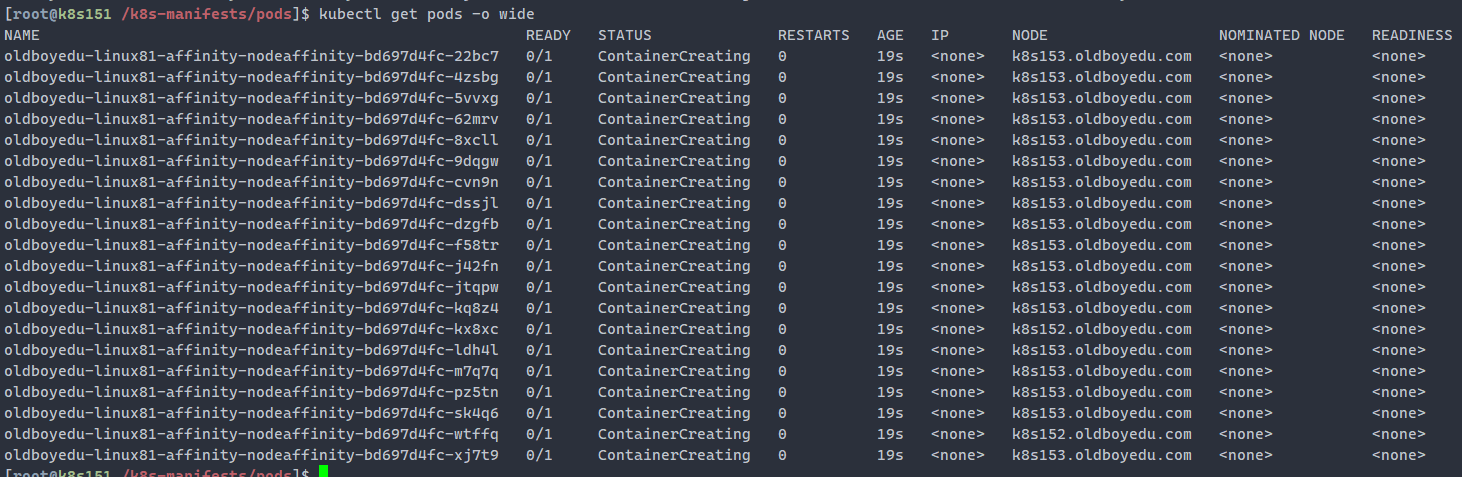 [root@k8s151 /k8s-manifests/pods]$ kubectl get pods -o wide
NAME READY STATUS RESTARTS AGE IP NODE NOMINATED NODE READINESS
oldboyedu-linux81-affinity-nodeaffinity-bd697d4fc-22bc7 0/1 ContainerCreating 0 19s <none> k8s153.oldboyedu.com <none> <none>
oldboyedu-linux81-affinity-nodeaffinity-bd697d4fc-4zsbg 0/1 ContainerCreating 0 19s <none> k8s153.oldboyedu.com <none> <none>
oldboyedu-linux81-affinity-nodeaffinity-bd697d4fc-5vvxg 0/1 ContainerCreating 0 19s <none> k8s153.oldboyedu.com <none> <none>
oldboyedu-linux81-affinity-nodeaffinity-bd697d4fc-62mrv 0/1 ContainerCreating 0 19s <none> k8s153.oldboyedu.com <none> <none>
oldboyedu-linux81-affinity-nodeaffinity-bd697d4fc-8xcll 0/1 ContainerCreating 0 19s <none> k8s153.oldboyedu.com <none> <none>
oldboyedu-linux81-affinity-nodeaffinity-bd697d4fc-9dqgw 0/1 ContainerCreating 0 19s <none> k8s153.oldboyedu.com <none> <none>
oldboyedu-linux81-affinity-nodeaffinity-bd697d4fc-cvn9n 0/1 ContainerCreating 0 19s <none> k8s153.oldboyedu.com <none> <none>
oldboyedu-linux81-affinity-nodeaffinity-bd697d4fc-dssjl 0/1 ContainerCreating 0 19s <none> k8s153.oldboyedu.com <none> <none>
oldboyedu-linux81-affinity-nodeaffinity-bd697d4fc-dzgfb 0/1 ContainerCreating 0 19s <none> k8s153.oldboyedu.com <none> <none>
oldboyedu-linux81-affinity-nodeaffinity-bd697d4fc-f58tr 0/1 ContainerCreating 0 19s <none> k8s153.oldboyedu.com <none> <none>
oldboyedu-linux81-affinity-nodeaffinity-bd697d4fc-j42fn 0/1 ContainerCreating 0 19s <none> k8s153.oldboyedu.com <none> <none>
oldboyedu-linux81-affinity-nodeaffinity-bd697d4fc-jtqpw 0/1 ContainerCreating 0 19s <none> k8s153.oldboyedu.com <none> <none>
oldboyedu-linux81-affinity-nodeaffinity-bd697d4fc-kq8z4 0/1 ContainerCreating 0 19s <none> k8s153.oldboyedu.com <none> <none>
oldboyedu-linux81-affinity-nodeaffinity-bd697d4fc-kx8xc 0/1 ContainerCreating 0 19s <none> k8s152.oldboyedu.com <none> <none>
oldboyedu-linux81-affinity-nodeaffinity-bd697d4fc-ldh4l 0/1 ContainerCreating 0 19s <none> k8s153.oldboyedu.com <none> <none>
oldboyedu-linux81-affinity-nodeaffinity-bd697d4fc-m7q7q 0/1 ContainerCreating 0 19s <none> k8s153.oldboyedu.com <none> <none>
oldboyedu-linux81-affinity-nodeaffinity-bd697d4fc-pz5tn 0/1 ContainerCreating 0 19s <none> k8s153.oldboyedu.com <none> <none>
oldboyedu-linux81-affinity-nodeaffinity-bd697d4fc-sk4q6 0/1 ContainerCreating 0 19s <none> k8s153.oldboyedu.com <none> <none>
oldboyedu-linux81-affinity-nodeaffinity-bd697d4fc-wtffq 0/1 ContainerCreating 0 19s <none> k8s152.oldboyedu.com <none> <none>
oldboyedu-linux81-affinity-nodeaffinity-bd697d4fc-xj7t9 0/1 ContainerCreating 0 19s <none> k8s153.oldboyedu.com <none> <none>
[root@k8s151 /k8s-manifests/pods]$